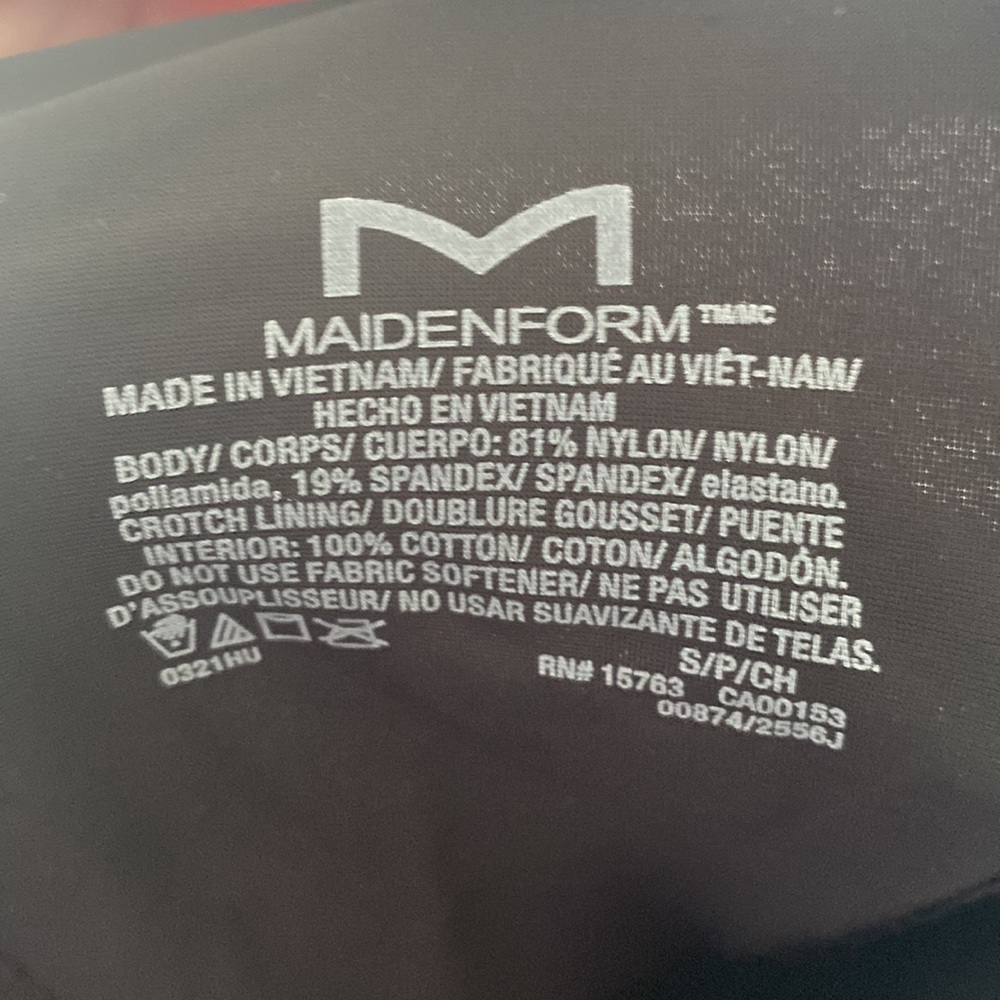 M
MAIDENFORM TM/MC
MADE IN VIETNAM/ FABRIQUÉ AU VIÊT-NAM/
HECHO EN VIETNAM
BODY/ CORPS/ CUERPO: 81% NYLON/ NYLON/
poliamida, 19% SPANDEX/ SPANDEX/ elastano.
CROTCH LINING/ DOUBLURE GOUSSET/ PUENTE
INTERIOR: 100% COTTON/ COTON/ ALGODÓN.
DO NOT USE FABRIC SOFTENER/ NE PAS UTILISER
D'ASSOUPLISSEUR/ NO USAR SUAVIZANTE DE TELAS.
S/P/CH
0321HU
RN# 15763 CA00153
00874/2556J